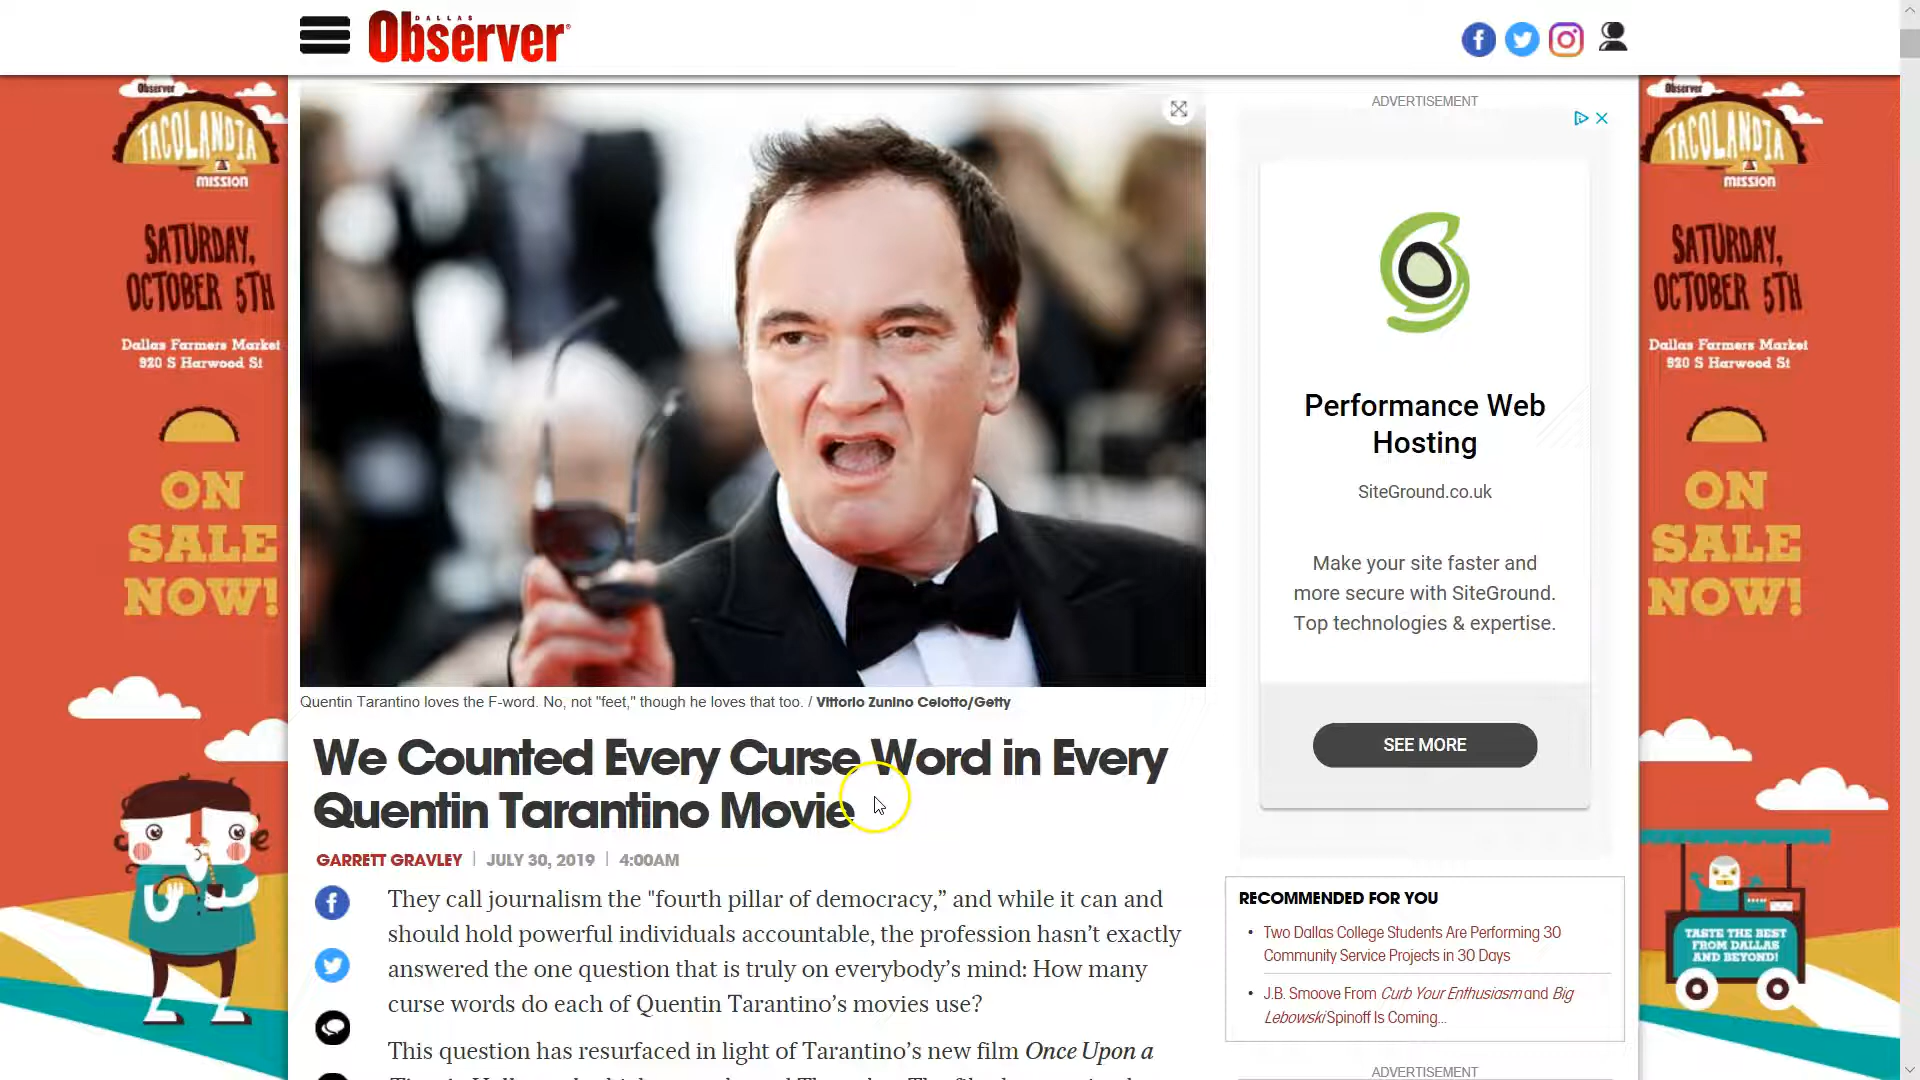 DALLAS
Observer
Observer
TACOLANDIA
MISSION
SATURDAY,
OCTOBER 5TH
Dallas Farmers Market
920 S Harwood St
ON
SALE
NOW!
Quentin Tarantino loves the F-word. No, not "feet," though he loves that too. / Vittorio Zunino Celotto/Getty
We Counted Every Curse Word in Every
Quentin Tarantino Movie
GARRETT GRAVLEY | JULY 30, 2019 | 4:00AM
They call journalism the "fourth pillar of democracy,” and while it can and
should hold powerful individuals accountable, the profession hasn’t exactly
answered the one question that is truly on everybody’s mind: How many
curse words do each of Quentin Tarantino’s movies use?
This question has resurfaced in light of Tarantino’s new film Once Upon a
ADVERTISEMENT
Performance Web
Hosting
SiteGround.co.uk
Make your site faster and
more secure with SiteGround.
Top technologies & expertise.
SEE MORE
RECOMMENDED FOR YOU
• Two Dallas College Students Are Performing 30
Community Service Projects in 30 Days
• J.B. Smoove From Curb Your Enthusiasm and Big
Lebowski Spinoff Is Coming...
ADVERTISEMENT
Observer
TACOLANDIA
MISSION
SATURDAY,
OCTOBER 5TH
Dallas Farmers Market
920 S Harwood St
ON
SALE
NOW!
TASTE THE BEST
FROM DALLAS
AND BEYOND!